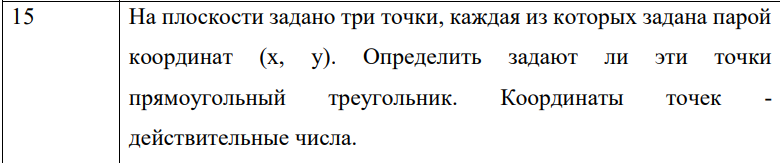 15 На плоскости задано три точки, каждая из которых задана парой
координат (x, y). Определить задают ли эти точки
прямоугольный треугольник. Координаты точек -
действительные числа.